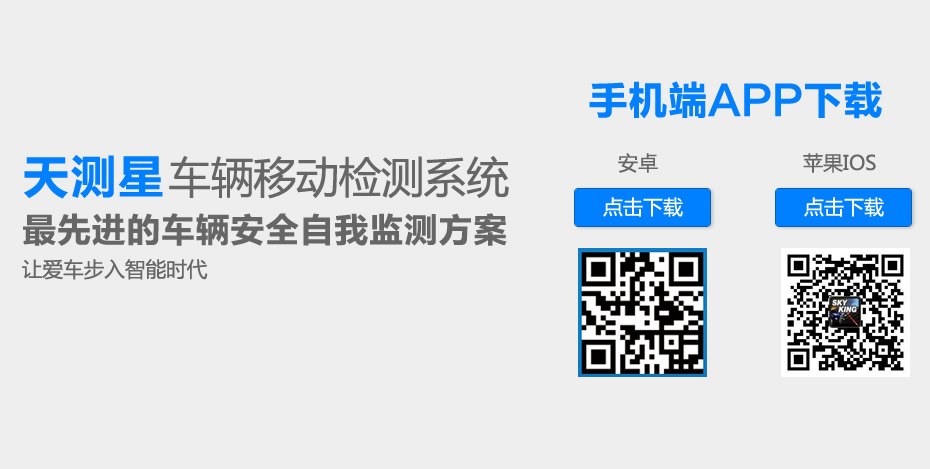 天测星车辆移动检测系统
最先进的车辆安全自我监测方案
让爱车步入智能时代
手机端APP下载
安卓
点击下载
苹果IOS
点击下载
SKY
KING